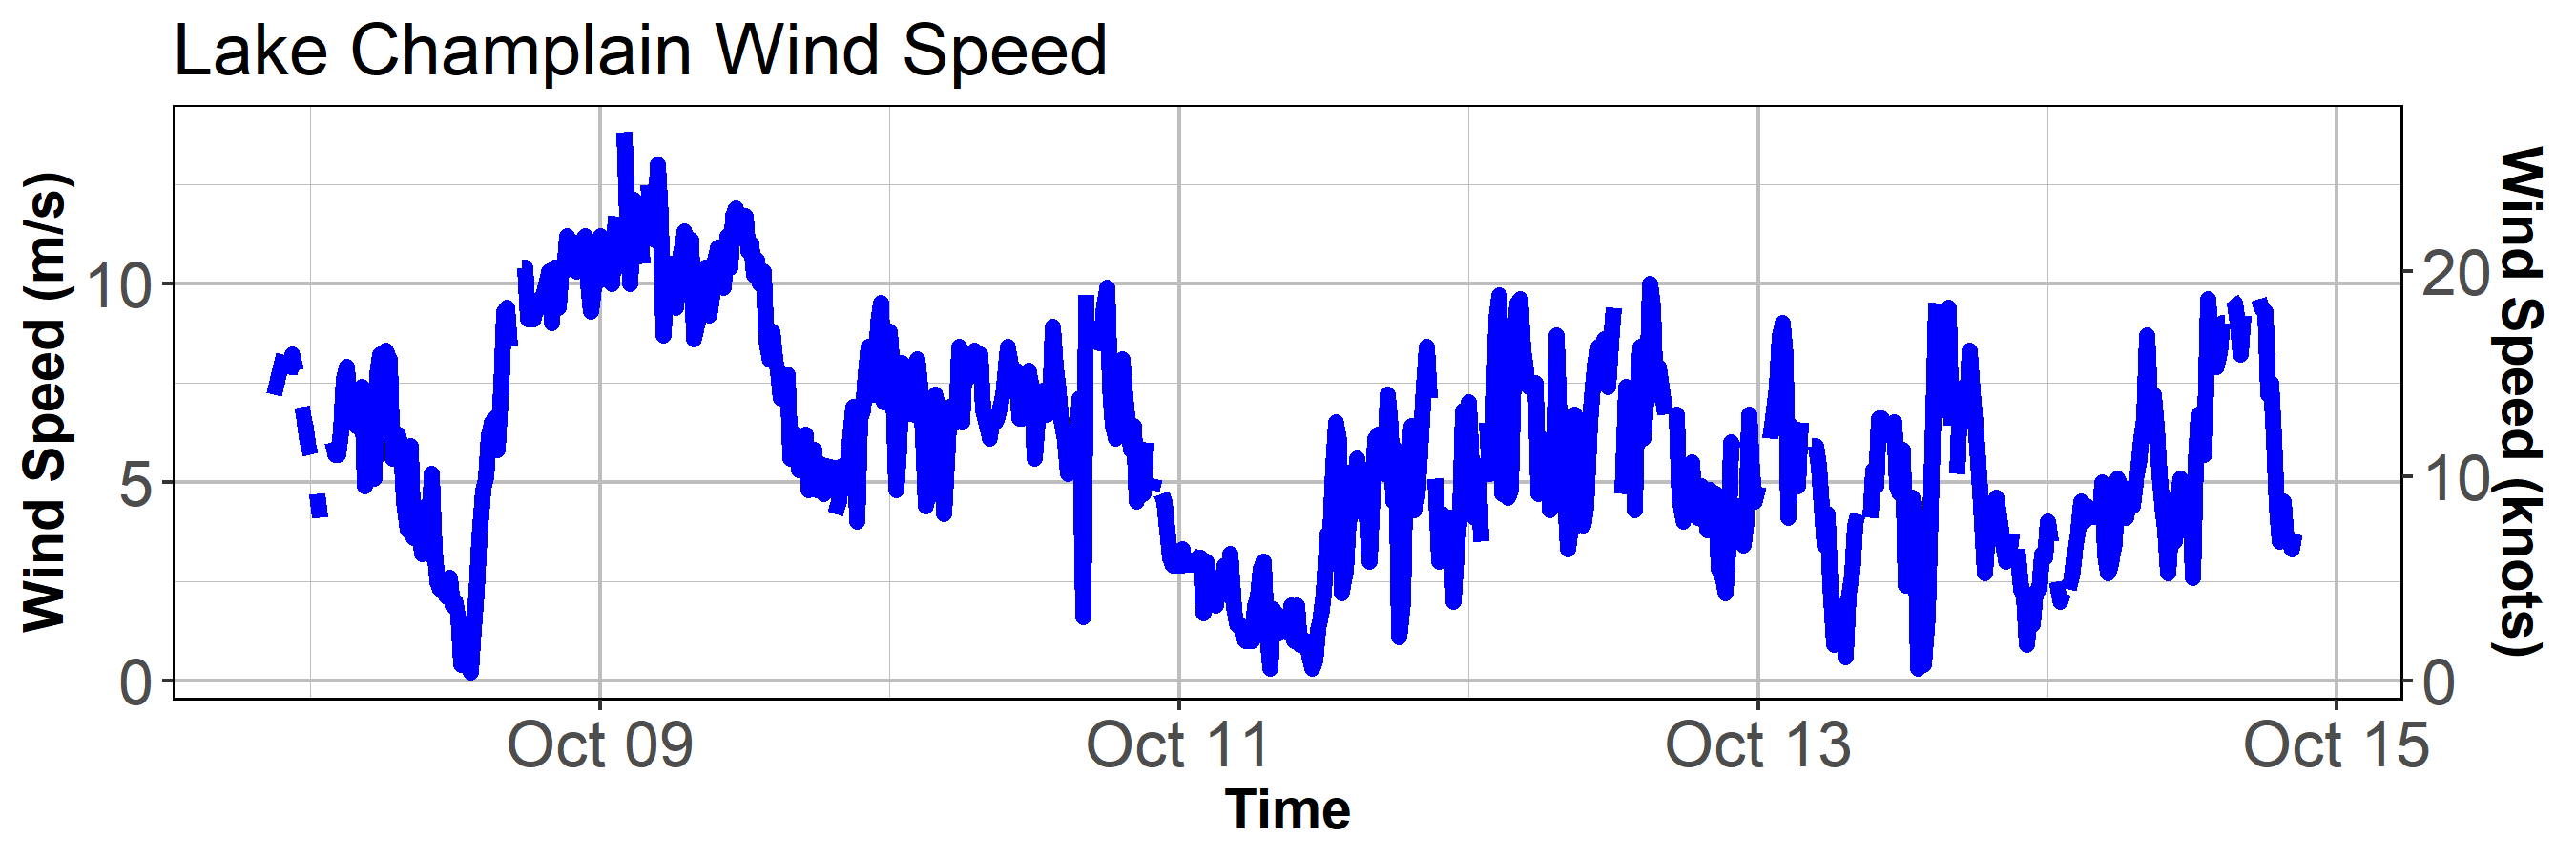 Lake Champlain Wind Speed
Wind Speed (m/s)
10
5
0
20
10
0
Wind Speed (knots)
Oct 09
Oct 11
Oct 13
Oct 15
Time